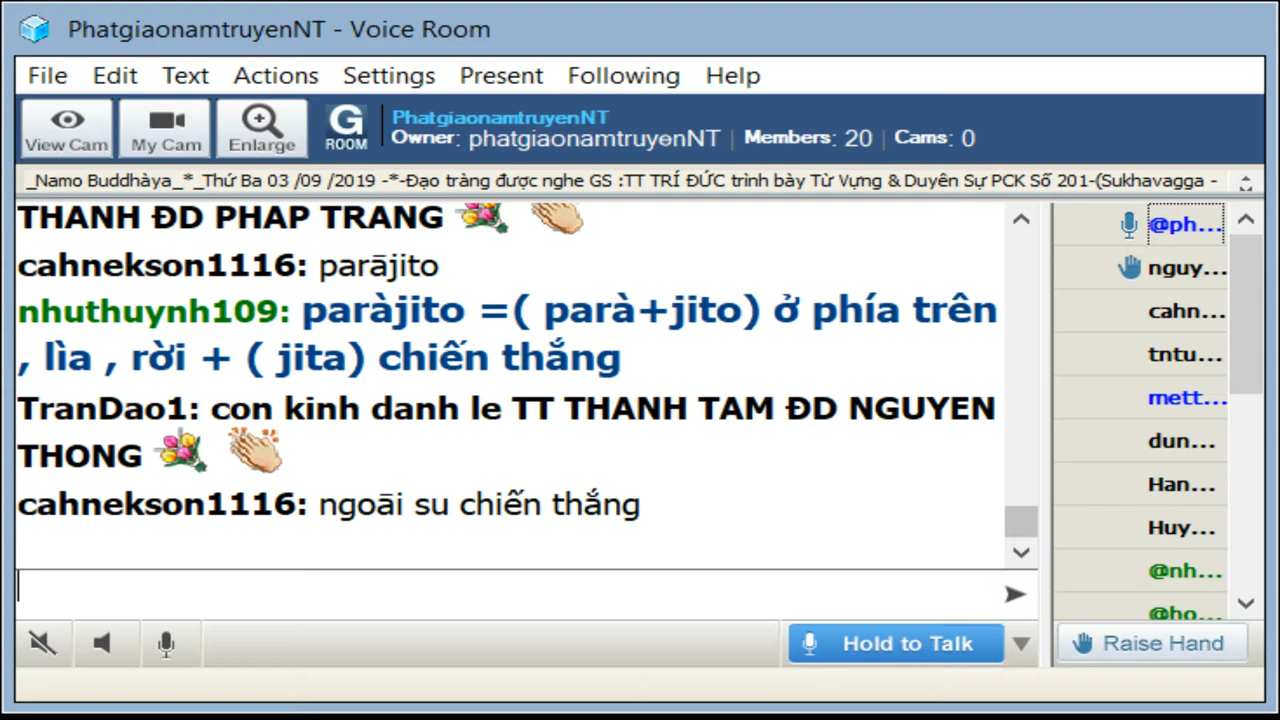 PhatgiaonamtruyenNT - Voice Room
File Edit Text Actions Settings Present Following Help
View Cam My Cam Enlarge G ROOM
PhatgiaonamtruyenNT
Owner: phatgiaonamtruyenNT | Members: 20 | Cams: 0
_Namo Buddhàya_*_Thứ Ba 03 /09 /2019 -*-Đạo tràng được nghe GS :TT TRÍ ĐỨC trình bày Từ Vựng & Duyên Sự PCK Số 201-(Sukhavagga -
THANH ĐD PHAP TRANG
cahnekson1116: parājito
nhuthuynh109: paràjito =( parà+jito) ở phía trên
, lìa , rời + ( jita) chiến thắng
TranDao1: con kinh danh le TT THANH TAM ĐD NGUYEN
THONG
cahnekson1116: ngoāi su chiến thắng
@ph...
nguy...
cahn...
tntu...
mett...
dun...
Han...
Huy...
@nh...
@ho...
Hold to Talk
Raise Hand